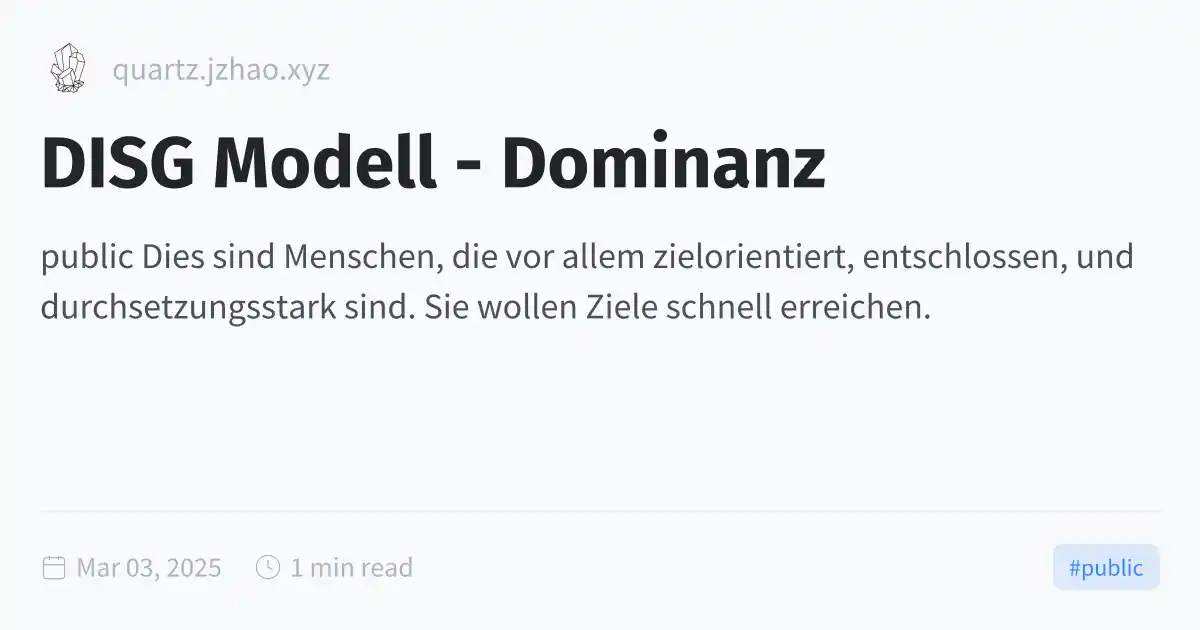 quartz.jzhao.xyz
DISG Modell - Dominanz
public Dies sind Menschen, die vor allem zielorientiert, entschlossen, und
durchsetzungsstark sind. Sie wollen Ziele schnell erreichen.
Mar 03, 2025 1 min read
#public